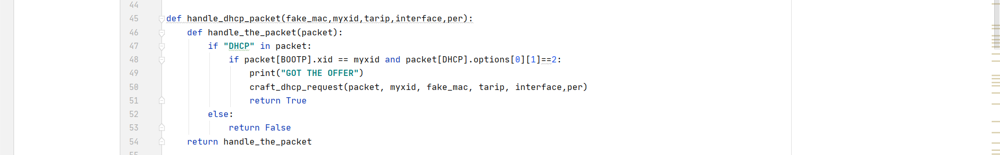 44
45 def handle_dhcp_packet(fake_mac,myxid,tarip,interface,per):
46 def handle_the_packet(packet):
47 if "DHCP" in packet:
48 if packet[BOOTP].xid == myxid and packet[DHCP].options[0][1]==2:
49 print("GOT THE OFFER")
50 craft_dhcp_request(packet, myxid, fake_mac, tarip, interface,per)
51 return True
52 else:
53 return False
54 return handle_the_packet
55